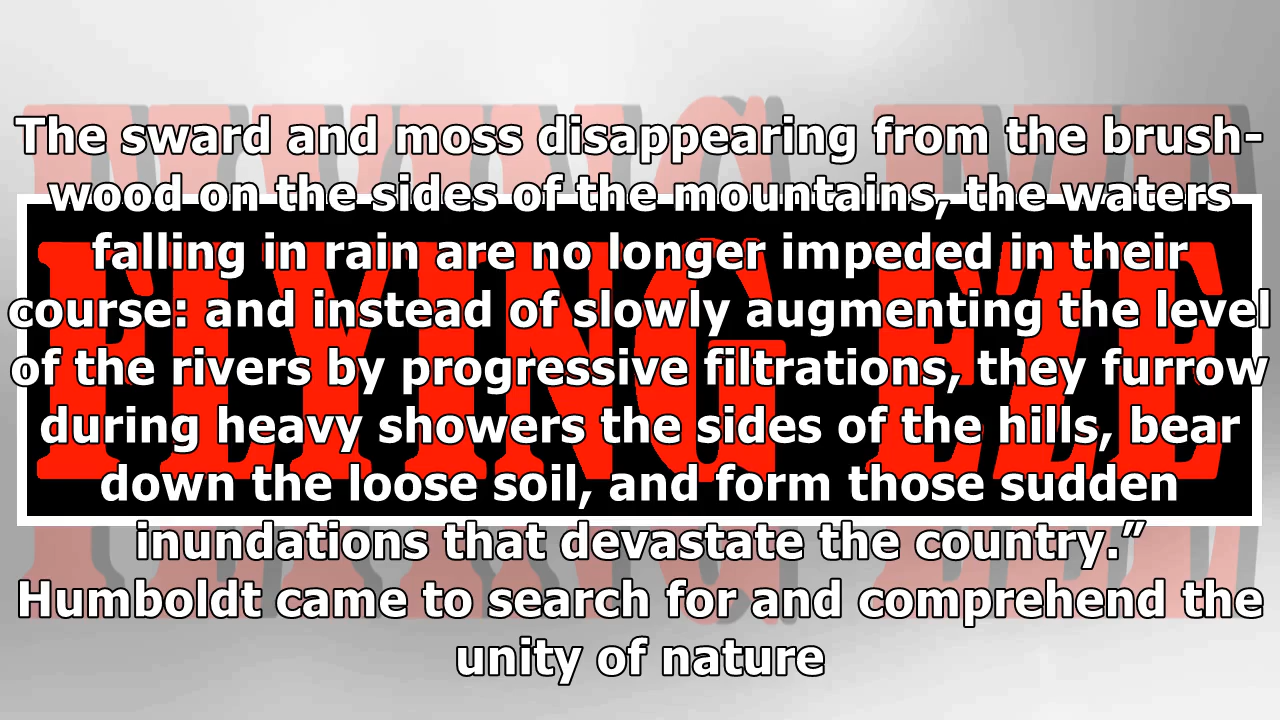 The sward and moss disappearing from the brush-
wood on the sides of the mountains, the waters
falling in rain are no longer impeded in their
course: and instead of slowly augmenting the level
of the rivers by progressive filtrations, they furrow
during heavy showers the sides of the hills, bear
down the loose soil, and form those sudden
inundations that devastate the country.”
Humboldt came to search for and comprehend the
unity of nature
FLYING EZE